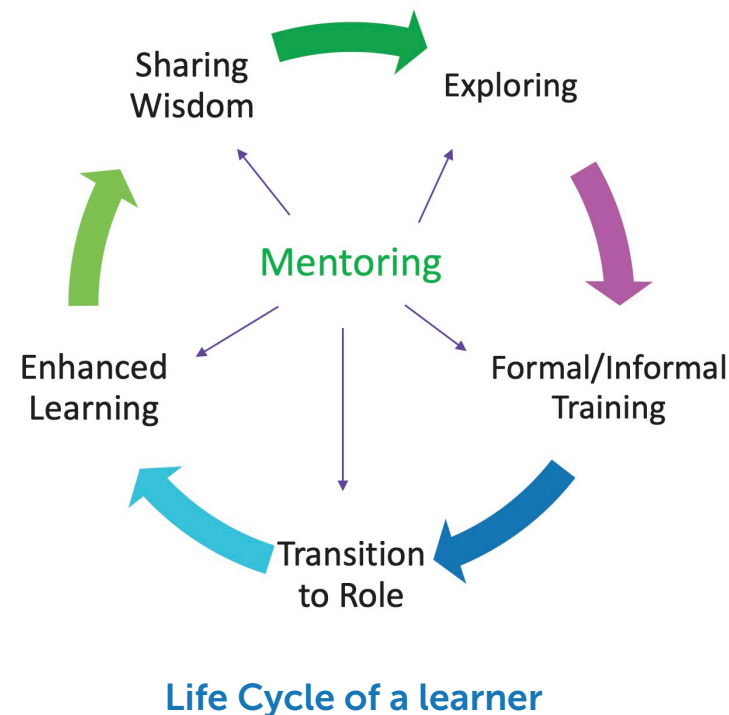 Sharing
Wisdom
Exploring
Mentoring
Formal/Informal
Training
Transition
to Role
Enhanced
Learning
Life Cycle of a learner